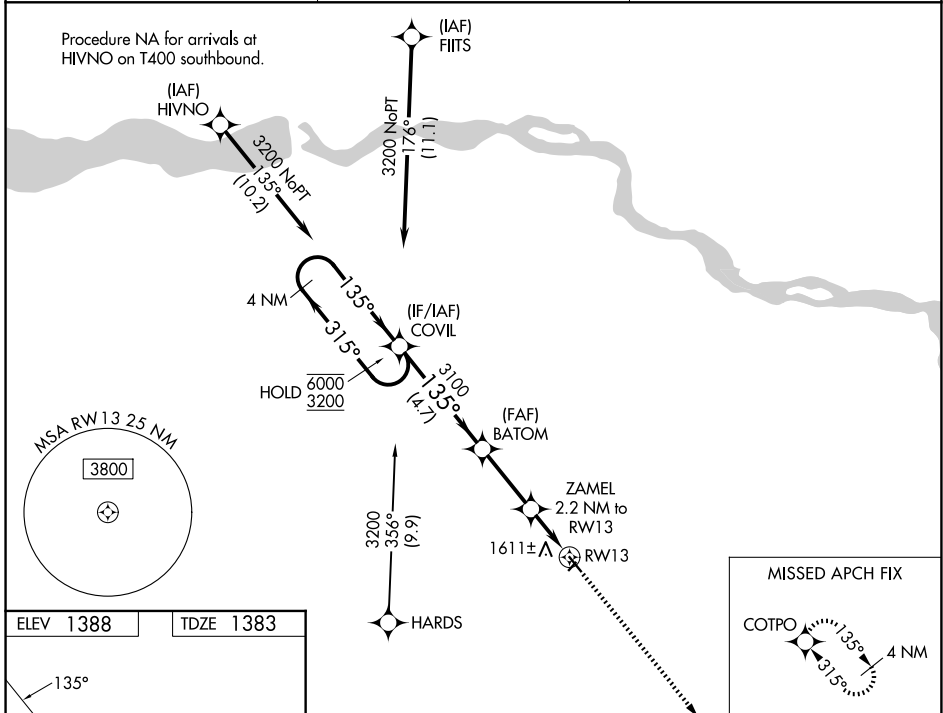 Procedure NA for arrivals at
HIVNO on T400 southbound.
(IAF)
FIITS
(IAF)
HIVNO
3200 NoPT
135°
(10.2)
3200 NoPT
176°
(11.1)
4 NM
135°
315°
(IF/IAF)
COVIL
HOLD 6000
3200
3100
135°
(4.7)
(FAF)
BATOM
MSA RW13 25 NM
3800
ZAMEL
2.2 NM to
RW13
3200
356°
(9.9)
1611±
RW13
HARDS
MISSED APCH FIX
COTPO
135°
315°
4 NM
ELEV 1388
TDZE 1383
135°